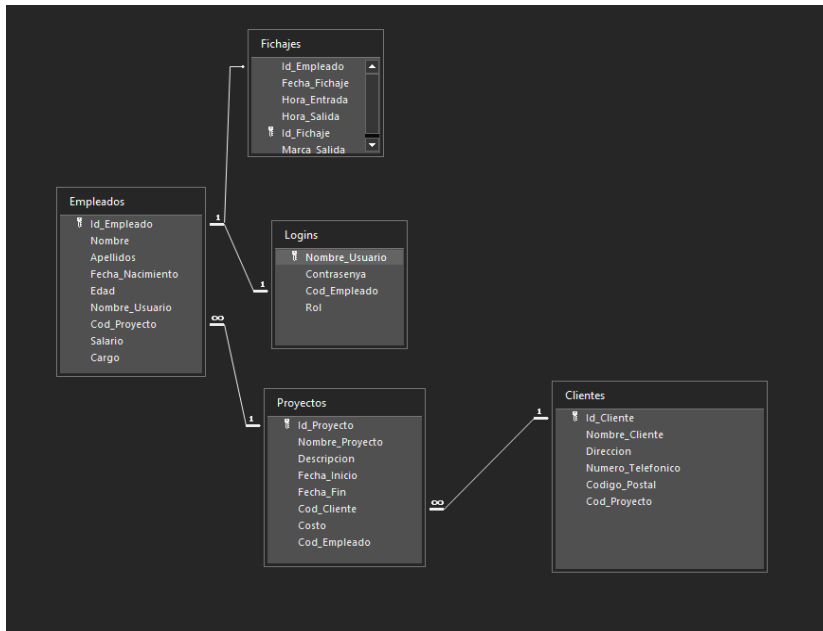 Fichajes
Id_Empleado
Fecha_Fichaje
Hora_Entrada
Hora_Salida
Id_Fichaje
Marca_Salida
Empleados
Id_Empleado
Nombre
Apellidos
Fecha_Nacimiento
Edad
Nombre_Usuario
Cod_Proyecto
Salario
Cargo
1
∞
Logins
Nombre_Usuario
Contrasenya
Cod_Empleado
Rol
1
Proyectos
Id_Proyecto
Nombre_Proyecto
Descripcion
Fecha_Inicio
Fecha_Fin
Cod_Cliente
Costo
Cod_Empleado
1
∞
Clientes
Id_Cliente
Nombre_Cliente
Direccion
Numero_Telefonico
Codigo_Postal
Cod_Proyecto
1